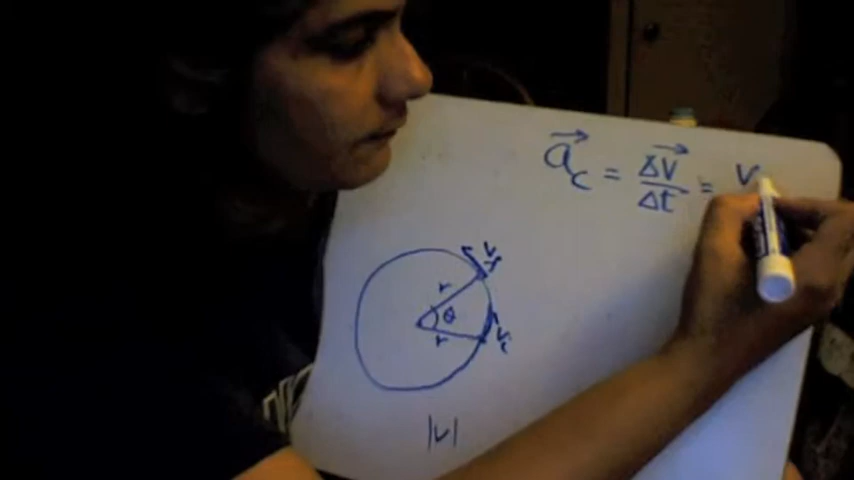 a⃗c = Δv⃗/Δt = v
vf
r
θ
r
vi
|v|